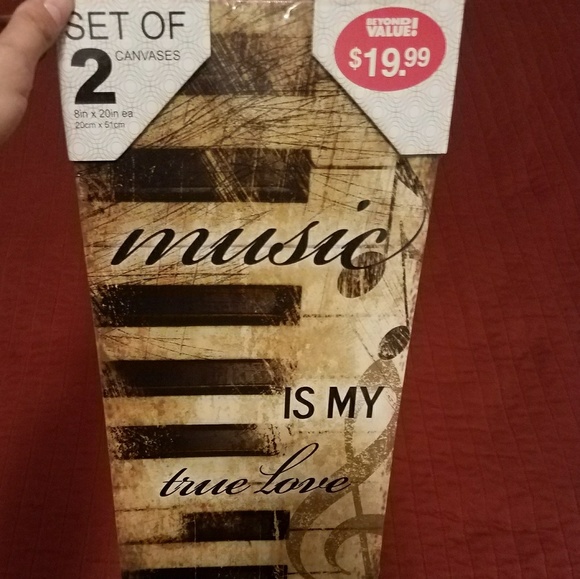 SET OF
2 CANVASES
8in x 20in ea
20cm x 51cm
BEYOND VALUE!
$19.99
music
IS MY
true Love